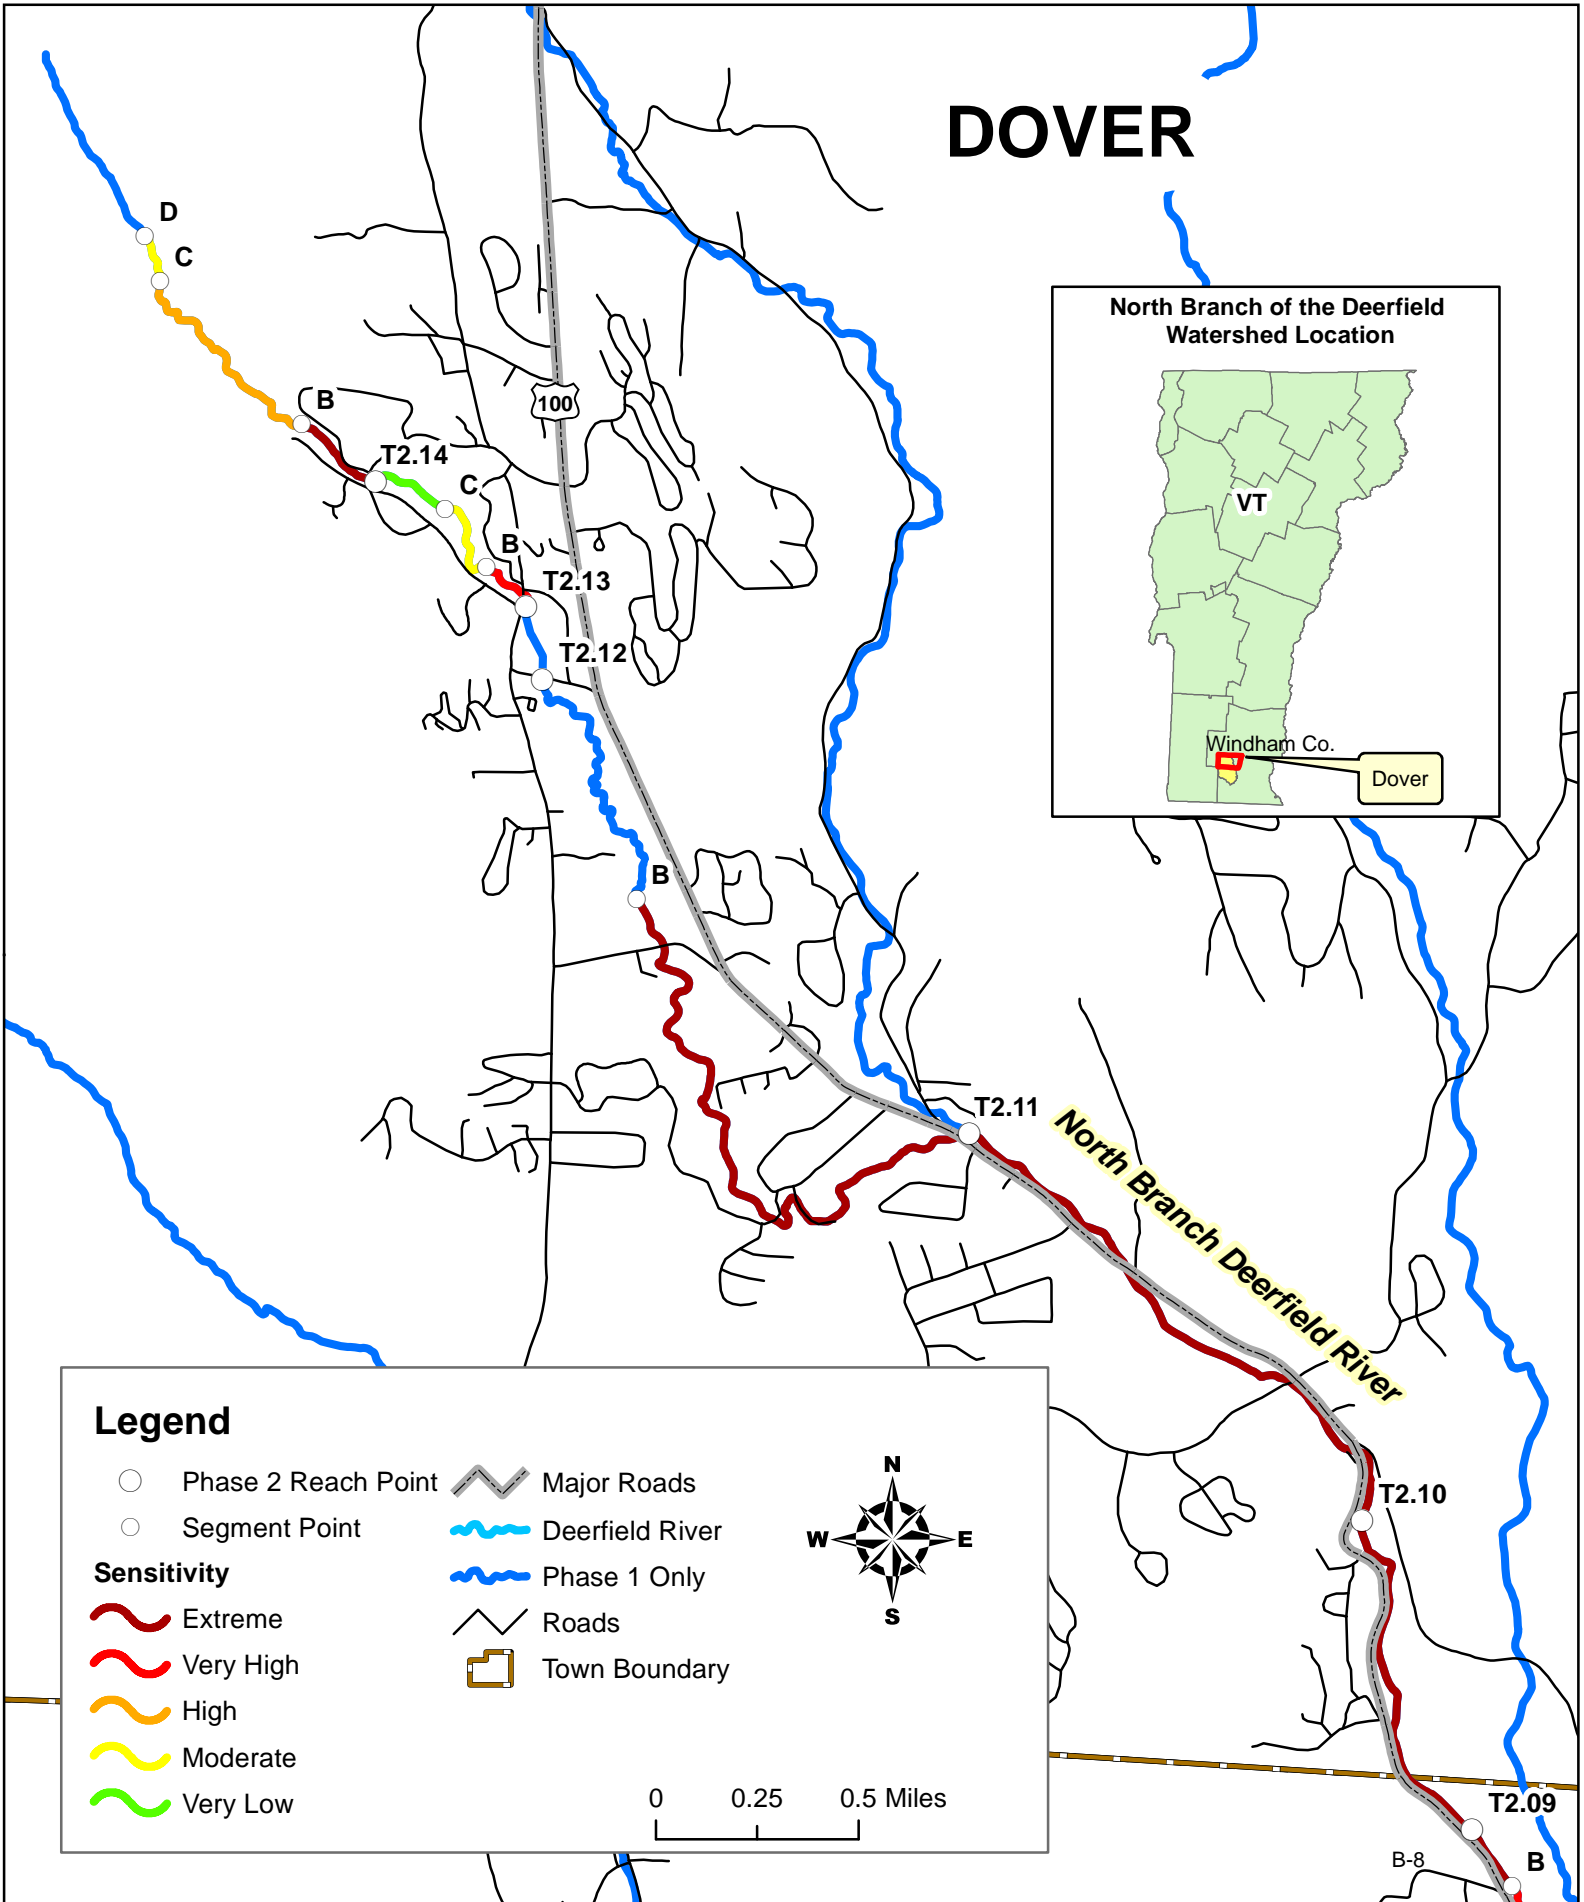 DOVER
D
C
B
T2.14
C
B
T2.13
T2.12
100
B
T2.11
North Branch Deerfield River
T2.10
T2.09
B
B-8
North Branch of the Deerfield
Watershed Location
VT
Windham Co.
Dover
Legend
Phase 2 Reach Point
Segment Point
Sensitivity
Extreme
Very High
High
Moderate
Very Low
Major Roads
Deerfield River
Phase 1 Only
Roads
Town Boundary
N
W E
S
0 0.25 0.5 Miles